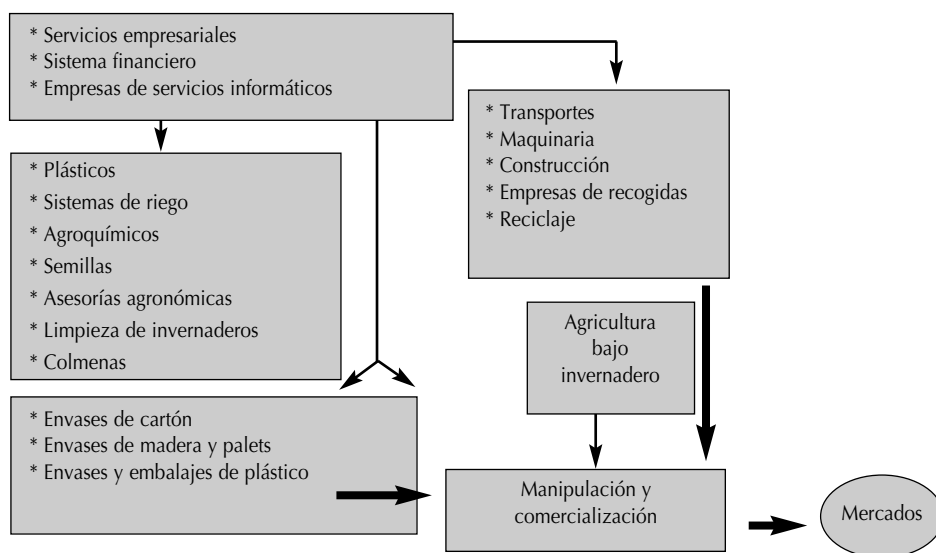 * Servicios empresariales
* Sistema financiero
* Empresas de servicios informáticos
* Transportes
* Maquinaria
* Construcción
* Empresas de recogidas
* Reciclaje
* Plásticos
* Sistemas de riego
* Agroquímicos
* Semillas
* Asesorías agronómicas
* Limpieza de invernaderos
* Colmenas
Agricultura
bajo
invernadero
* Envases de cartón
* Envases de madera y palets
* Envases y embalajes de plástico
Manipulación y
comercialización
Mercados